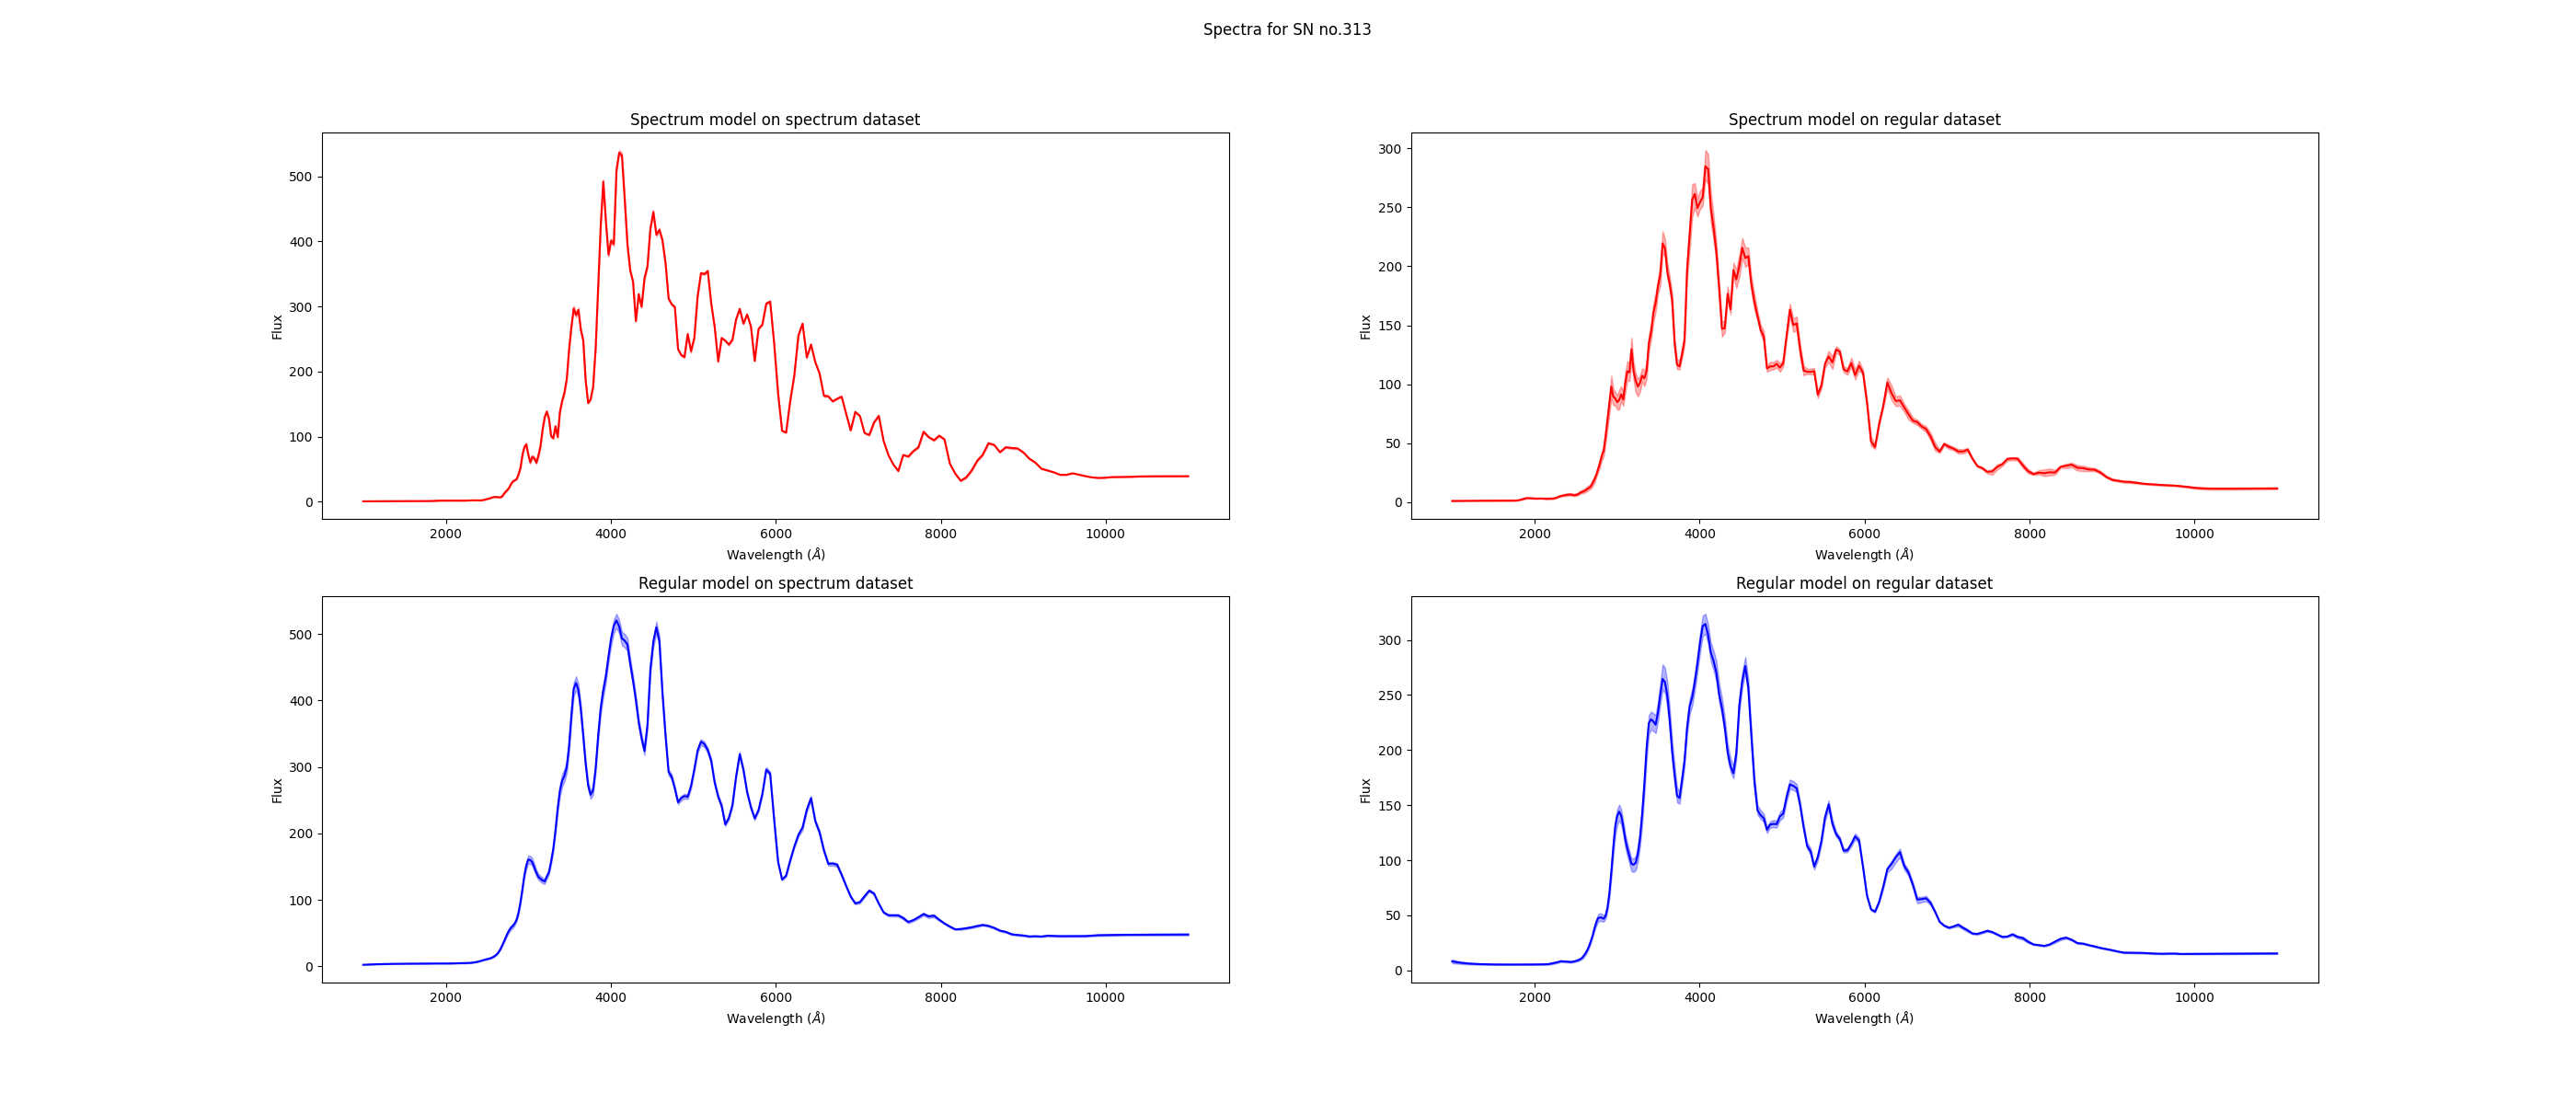 Spectra for SN no.313
Spectrum model on spectrum dataset
500
400
300
200
100
0
Flux
2000 4000 6000 8000 10000
Wavelength (Å)
Spectrum model on regular dataset
300
250
200
150
100
50
0
Flux
2000 4000 6000 8000 10000
Wavelength (Å)
Regular model on spectrum dataset
500
400
300
200
100
0
Flux
2000 4000 6000 8000 10000
Wavelength (Å)
Regular model on regular dataset
300
250
200
150
100
50
0
Flux
2000 4000 6000 8000 10000
Wavelength (Å)